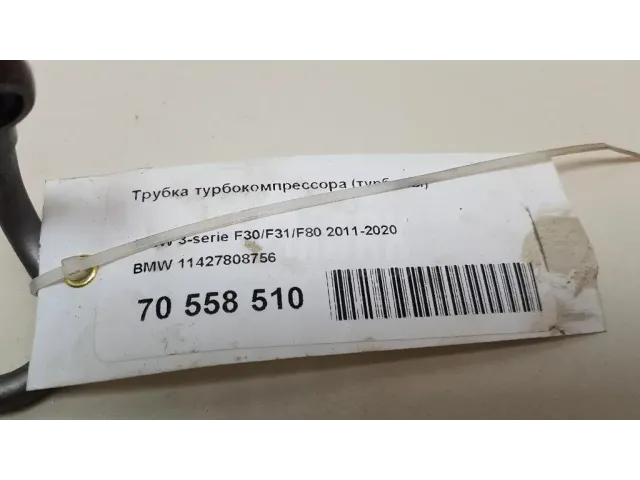 Трубка турбокомпрессора
3-serie F30/F31/F80 2011-2020
BMW 11427808756
70 558 510